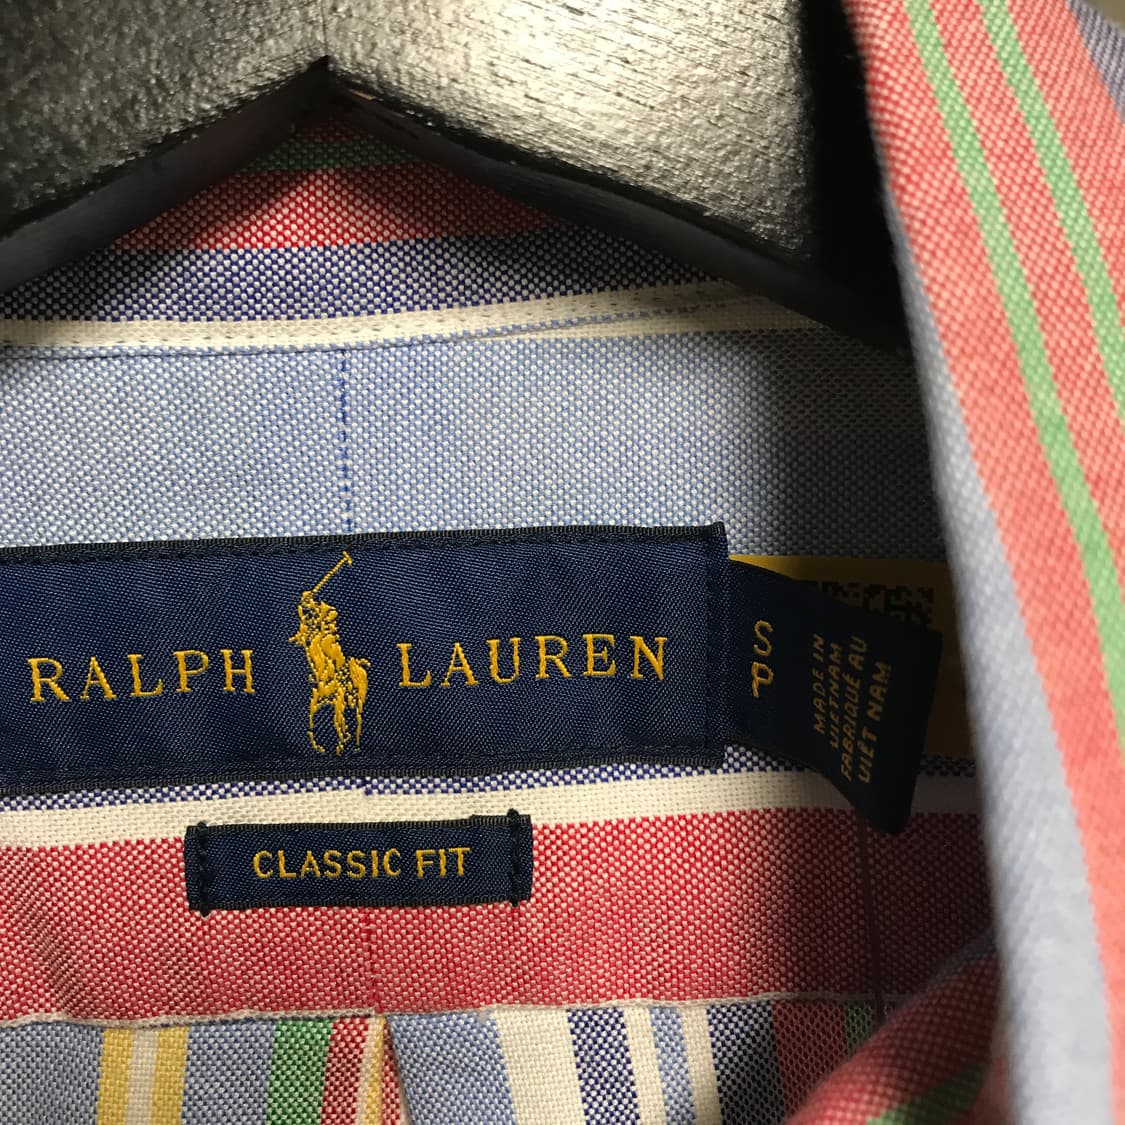 RALPH LAUREN
CLASSIC FIT
S P
MADE IN
VIETNAM
FABRIQUÉ AU
VIÊT NAM